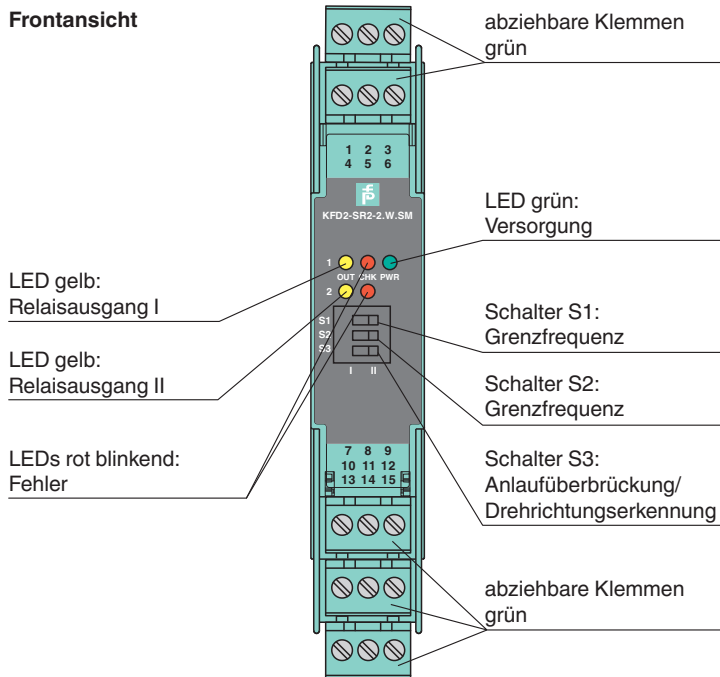 Frontansicht
abziehbare Klemmen
grün
1 2 3
4 5 6
KFD2-SR2-2.W.SM
LED grün:
Versorgung
1
OUT CHK PWR
2
LED gelb:
Relaisausgang I
S1
S2
S3
I II
Schalter S1:
Grenzfrequenz
LED gelb:
Relaisausgang II
Schalter S2:
Grenzfrequenz
LEDs rot blinkend:
Fehler
7 8 9
10 11 12
13 14 15
Schalter S3:
Anlaufüberbrückung/
Drehrichtungserkennung
abziehbare Klemmen
grün